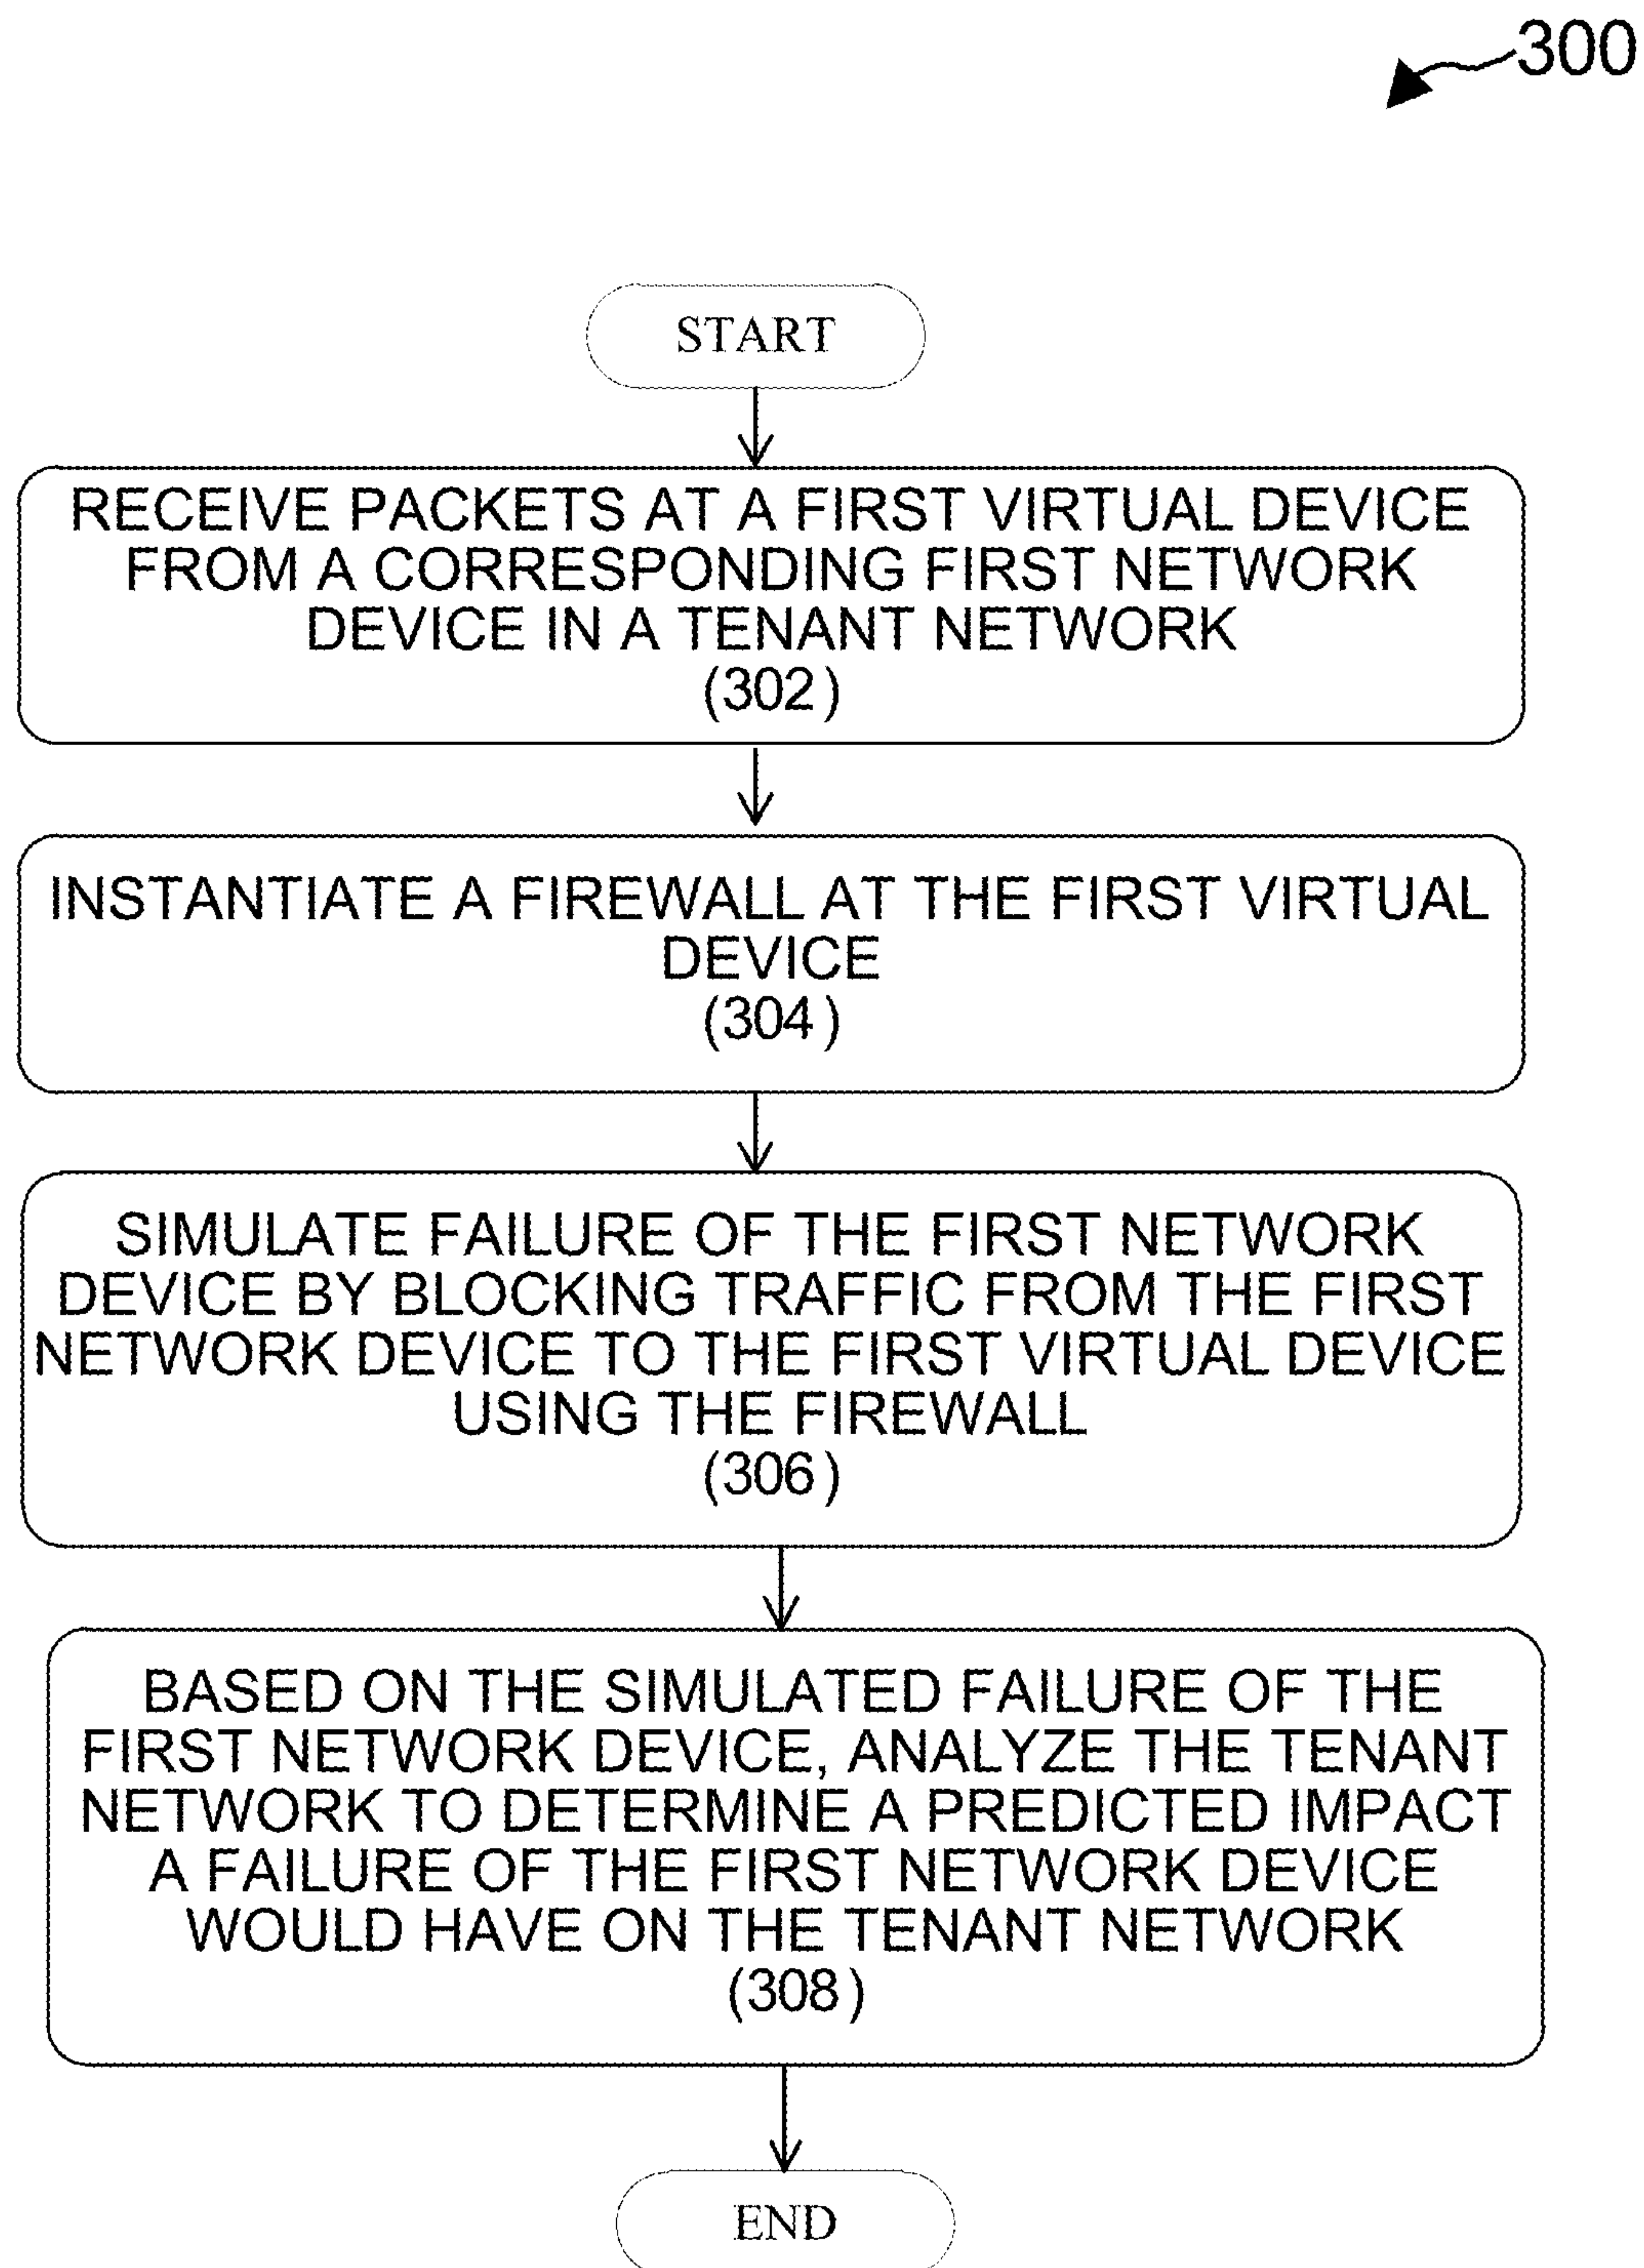 300
START
RECEIVE PACKETS AT A FIRST VIRTUAL DEVICE
FROM A CORRESPONDING FIRST NETWORK
DEVICE IN A TENANT NETWORK
(302)
INSTANTIATE A FIREWALL AT THE FIRST VIRTUAL
DEVICE
(304)
SIMULATE FAILURE OF THE FIRST NETWORK
DEVICE BY BLOCKING TRAFFIC FROM THE FIRST
NETWORK DEVICE TO THE FIRST VIRTUAL DEVICE
USING THE FIREWALL
(306)
BASED ON THE SIMULATED FAILURE OF THE
FIRST NETWORK DEVICE, ANALYZE THE TENANT
NETWORK TO DETERMINE A PREDICTED IMPACT
A FAILURE OF THE FIRST NETWORK DEVICE
WOULD HAVE ON THE TENANT NETWORK
(308)
END